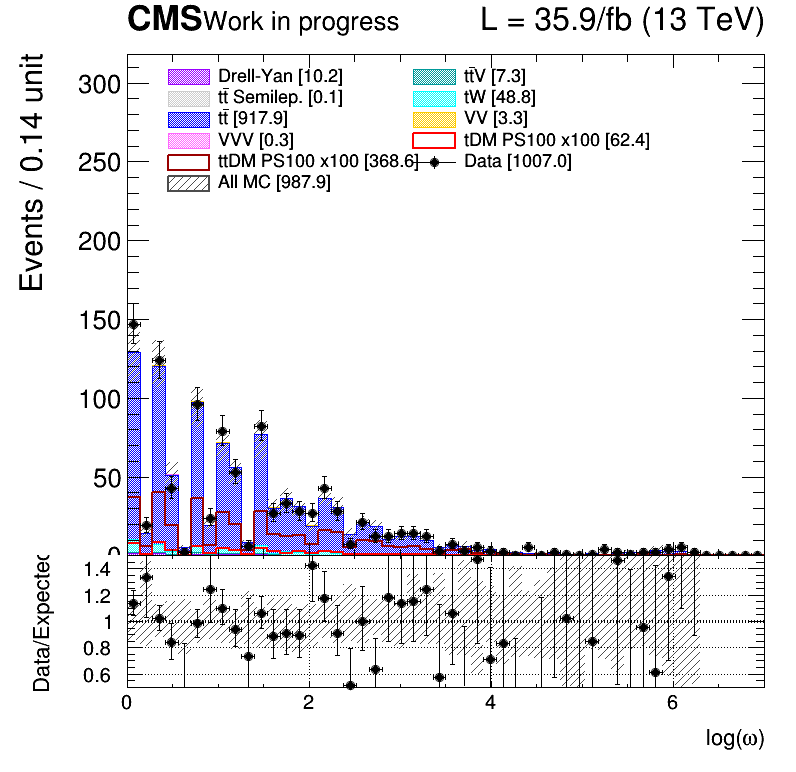 CMS Work in progress L = 35.9/fb (13 TeV)
Events / 0.14 unit
300
250
200
150
100
50
0
Drell-Yan [10.2]
tt̄V [7.3]
tt̄ Semilep. [0.1]
tW [48.8]
tt̄ [917.9]
VV [3.3]
VVV [0.3]
tDM PS100 x100 [62.4]
ttDM PS100 x100 [368.6]
Data [1007.0]
All MC [987.9]
Data/Expected
1.4
1.2
1
0.8
0.6
0 2 4 6
log(ω)